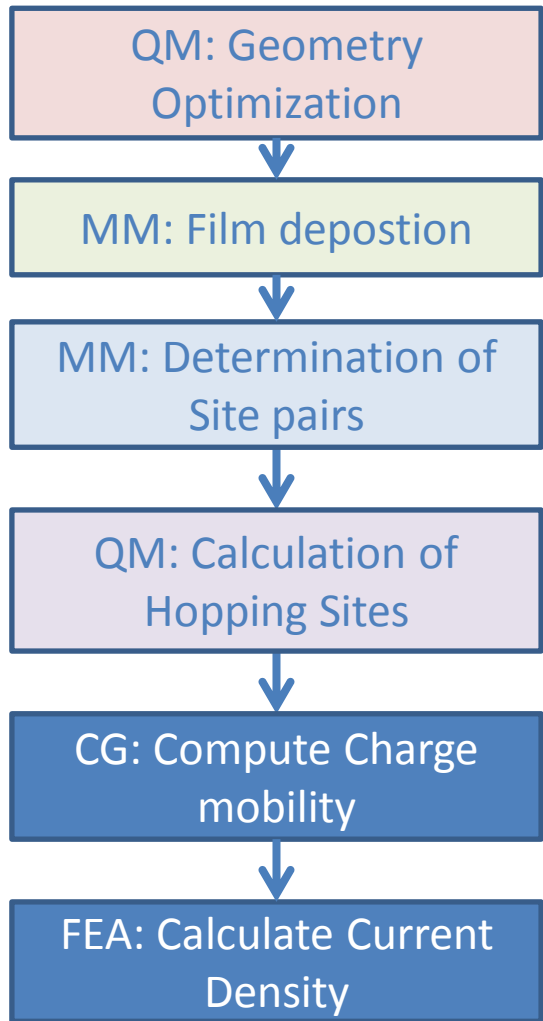 QM: Geometry
Optimization
MM: Film depostion
MM: Determination of
Site pairs
QM: Calculation of
Hopping Sites
CG: Compute Charge
mobility
FEA: Calculate Current
Density